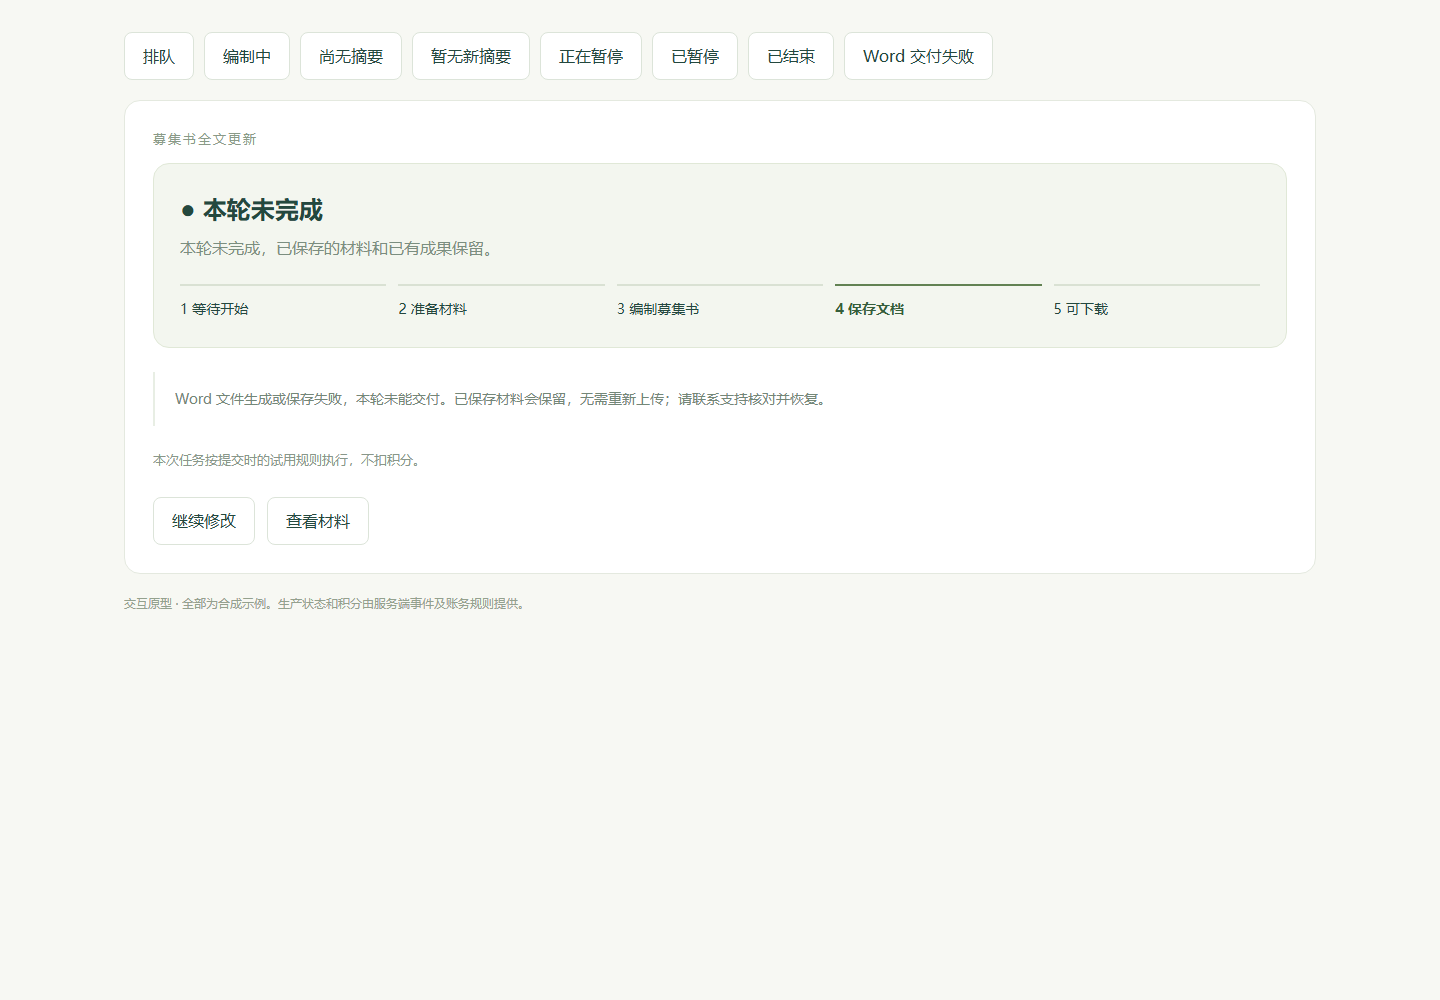 排队 编制中 尚无摘要 暂无新摘要 正在暂停 已暂停 已结束 Word 交付失败
募集书全文更新
● 本轮未完成
本轮未完成，已保存的材料和已有成果保留。
1 等待开始 2 准备材料 3 编制募集书 4 保存文档 5 可下载
Word 文件生成或保存失败，本轮未能交付。已保存材料会保留，无需重新上传；请联系支持核对并恢复。
本次任务按提交时的试用规则执行，不扣积分。
继续修改 查看材料
交互原型 · 全部为合成示例。生产状态和积分由服务端事件及账务规则提供。